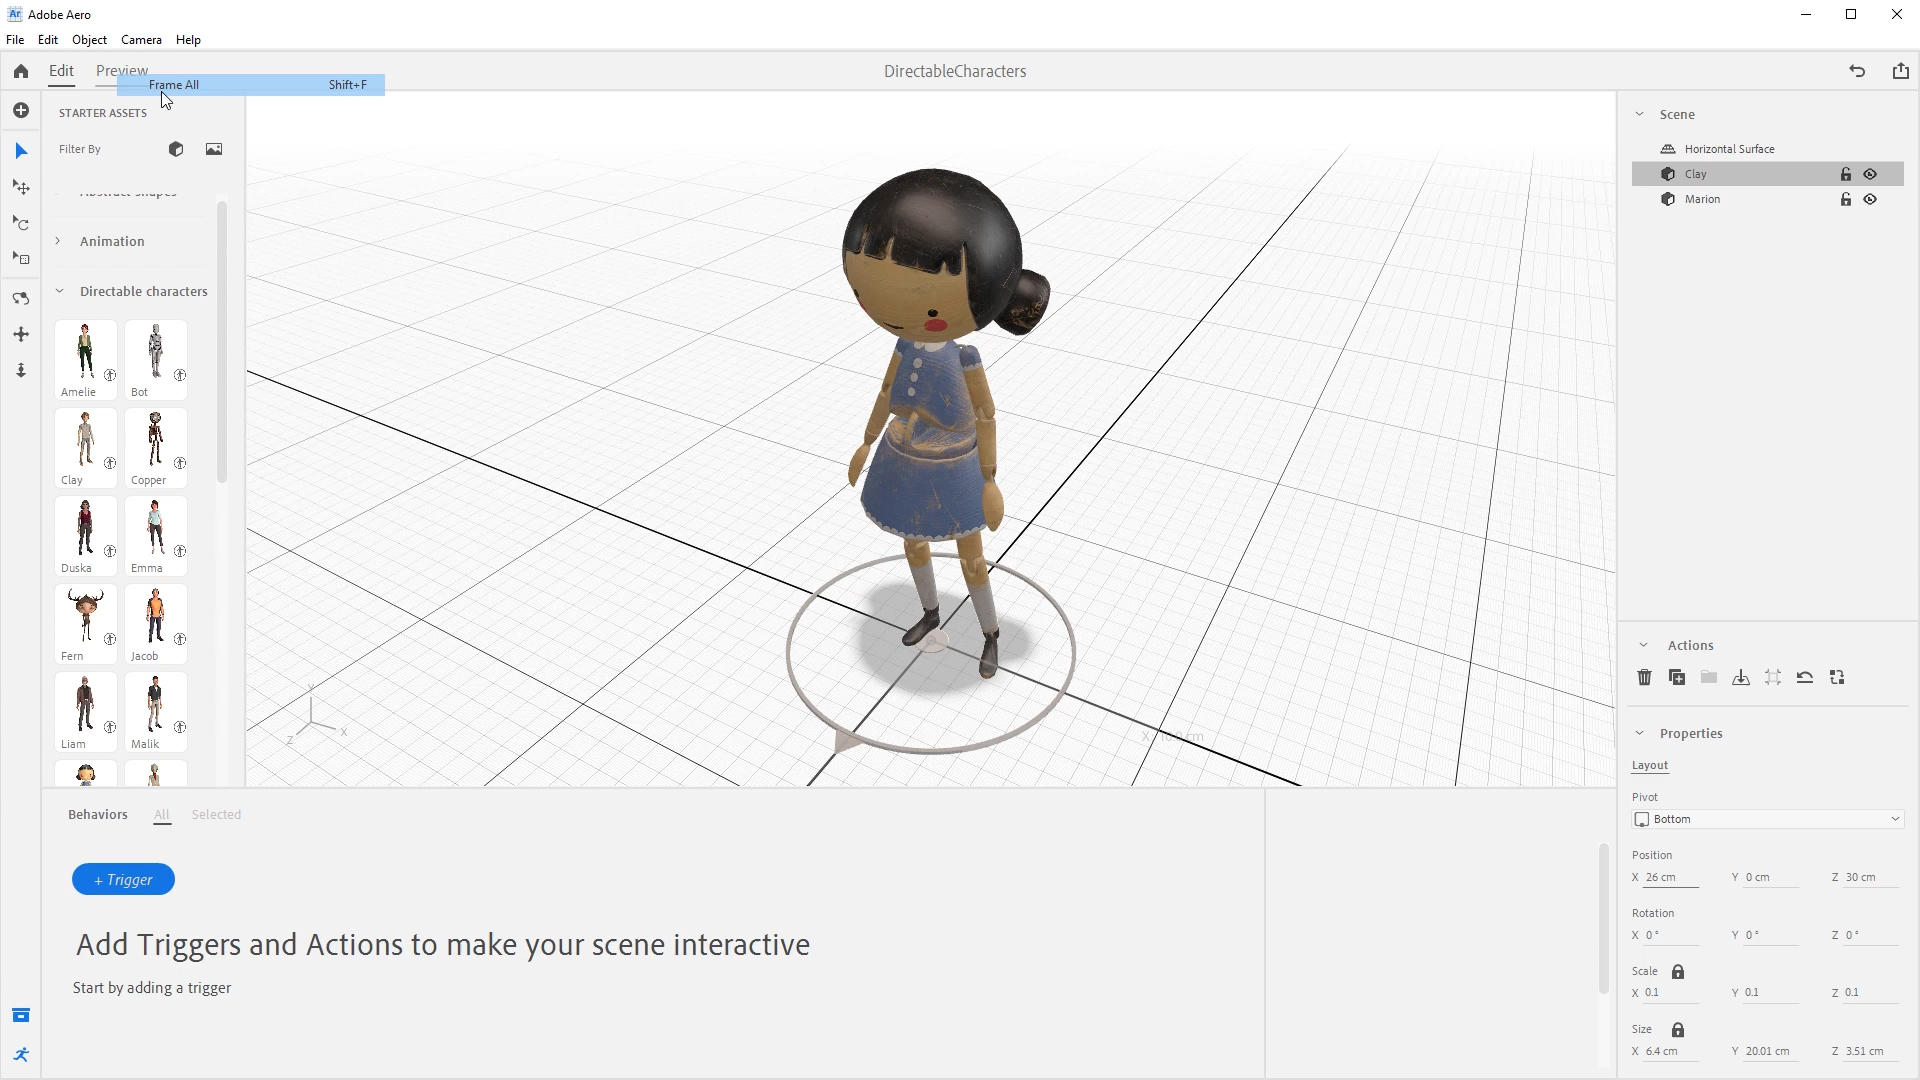 Ar Adobe Aero
File Edit Object Camera Help
Edit Preview DirectableCharacters
Frame All Shift+F
STARTER ASSETS
Filter By
Abstract shapes
Animation
Directable characters
Amelie Bot
Clay Copper
Duska Emma
Fern Jacob
Liam Malik
Y
X
Z
Behaviors All Selected
+ Trigger
Add Triggers and Actions to make your scene interactive
Start by adding a trigger
Scene
Horizontal Surface
Clay
Marion
Actions
Properties
Layout
Pivot
Bottom
Position
X 26 cm Y 0 cm Z 30 cm
Rotation
X 0° Y 0° Z 0°
Scale
X 0.1 Y 0.1 Z 0.1
Size
X 6.4 cm Y 20.01 cm Z 3.51 cm